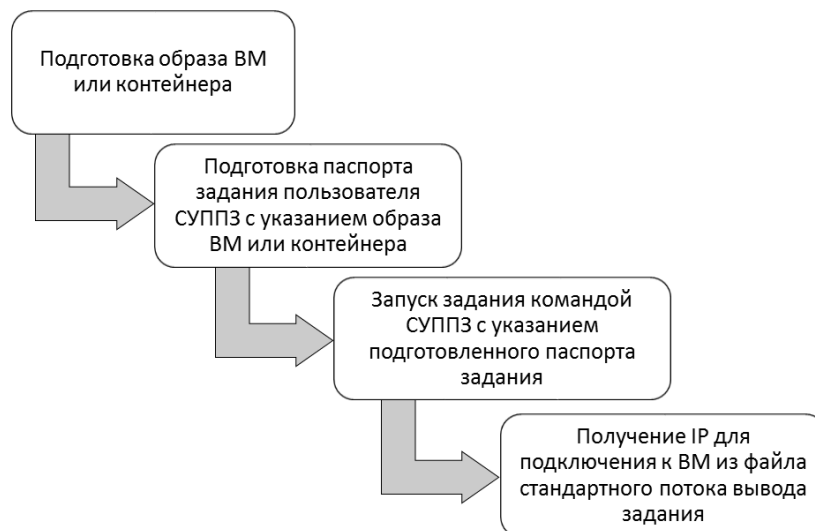 Подготовка образа ВМ
или контейнера
Подготовка паспорта
задания пользователя
СУППЗ с указанием образа
ВМ или контейнера
Запуск задания командой
СУППЗ с указанием
подготовленного паспорта
задания
Получение IP для
подключения к ВМ из файла
стандартного потока вывода
задания